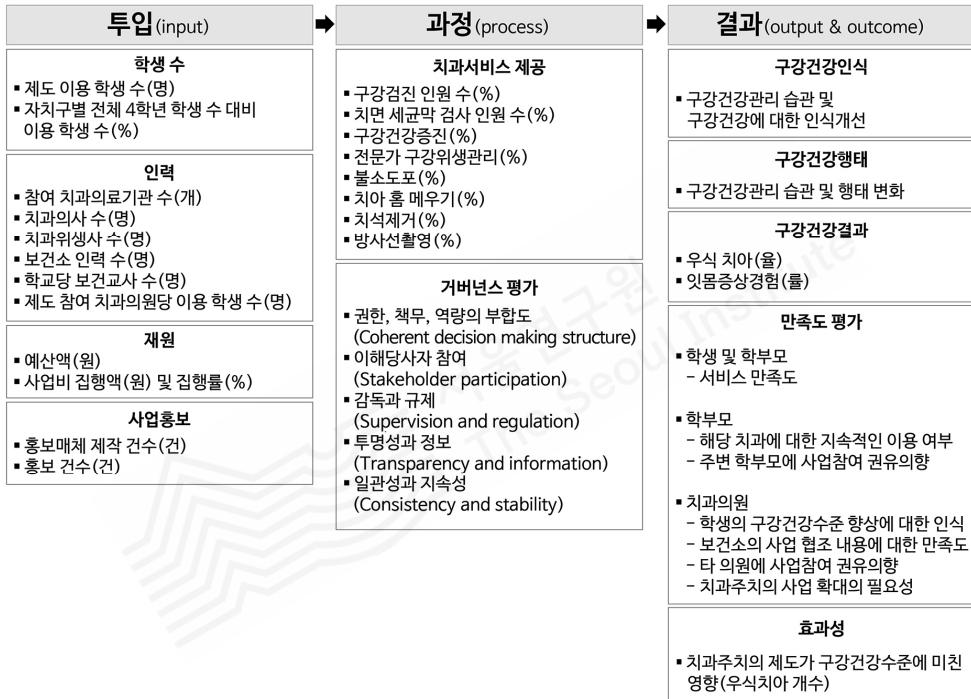 투입(input)
학생 수
▪ 제도 이용 학생 수(명)
▪ 자치구별 전체 4학년 학생 수 대비
이용 학생 수(%)
인력
▪ 참여 치과의료기관 수(개)
▪ 치과의사 수(명)
▪ 치과위생사 수(명)
▪ 보건소 인력 수(명)
▪ 학교당 보건교사 수(명)
▪ 제도 참여 치과의원당 이용 학생 수(명)
재원
▪ 예산액(원)
▪ 사업비 집행액(원) 및 집행률(%)
사업홍보
▪ 홍보매체 제작 건수(건)
▪ 홍보 건수(건)
과정(process)
치과서비스 제공
▪ 구강검진 인원 수(%)
▪ 치면 세균막 검사 인원 수(%)
▪ 구강건강증진(%)
▪ 전문가 구강위생관리(%)
▪ 불소도포(%)
▪ 치아 홈 메우기(%)
▪ 치석제거(%)
▪ 방사선촬영(%)
거버넌스 평가
▪ 권한, 책무, 역량의 부합도
(Coherent decision making structure)
▪ 이해당사자 참여
(Stakeholder participation)
▪ 감독과 규제
(Supervision and regulation)
▪ 투명성과 정보
(Transparency and information)
▪ 일관성과 지속성
(Consistency and stability)
결과(output & outcome)
구강건강인식
▪ 구강건강관리 습관 및
구강건강에 대한 인식개선
구강건강행태
▪ 구강건강관리 습관 및 행태 변화
구강건강결과
▪ 우식 치아(율)
▪ 잇몸증상경험(률)
만족도 평가
▪ 학생 및 학부모
– 서비스 만족도
▪ 학부모
– 해당 치과에 대한 지속적인 이용 여부
– 주변 학부모에 사업참여 권유의향
▪ 치과의원
– 학생의 구강건강수준 향상에 대한 인식
– 보건소의 사업 협조 내용에 대한 만족도
– 타 의원에 사업참여 권유의향
– 치과주치의 사업 확대의 필요성
효과성
▪ 치과주치의 제도가 구강건강수준에 미친
영향(우식치아 개수)
서울연구원
The Seoul Institute